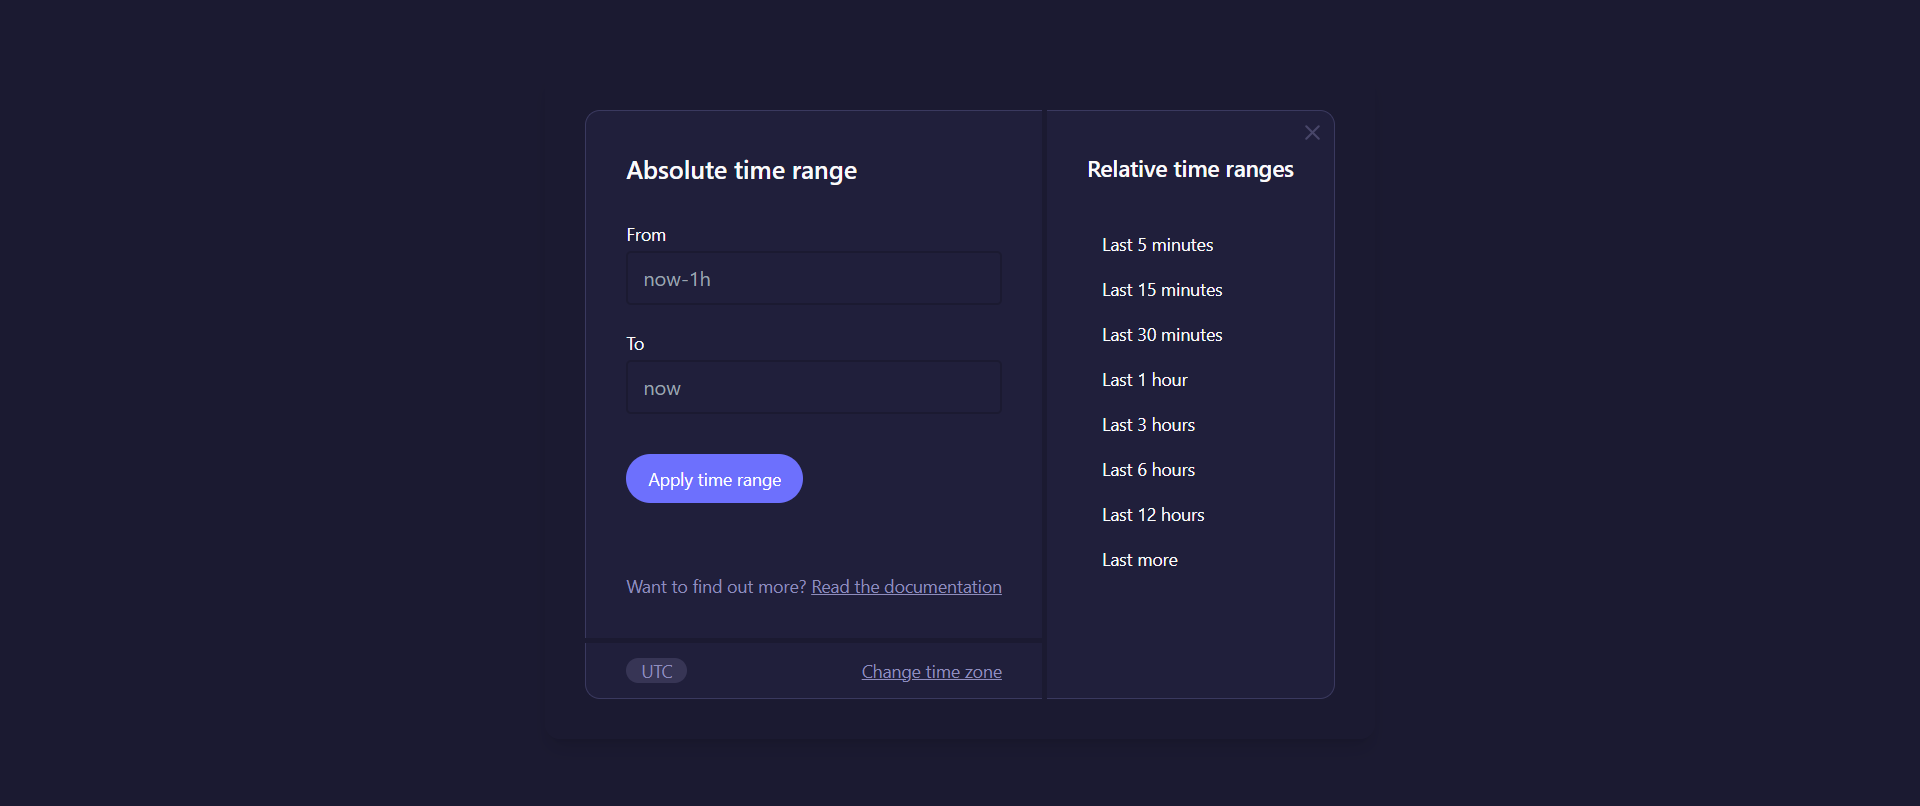 Absolute time range
From
now-1h
To
now
Apply time range
Want to find out more? Read the documentation
UTC
Change time zone
Relative time ranges
Last 5 minutes
Last 15 minutes
Last 30 minutes
Last 1 hour
Last 3 hours
Last 6 hours
Last 12 hours
Last more